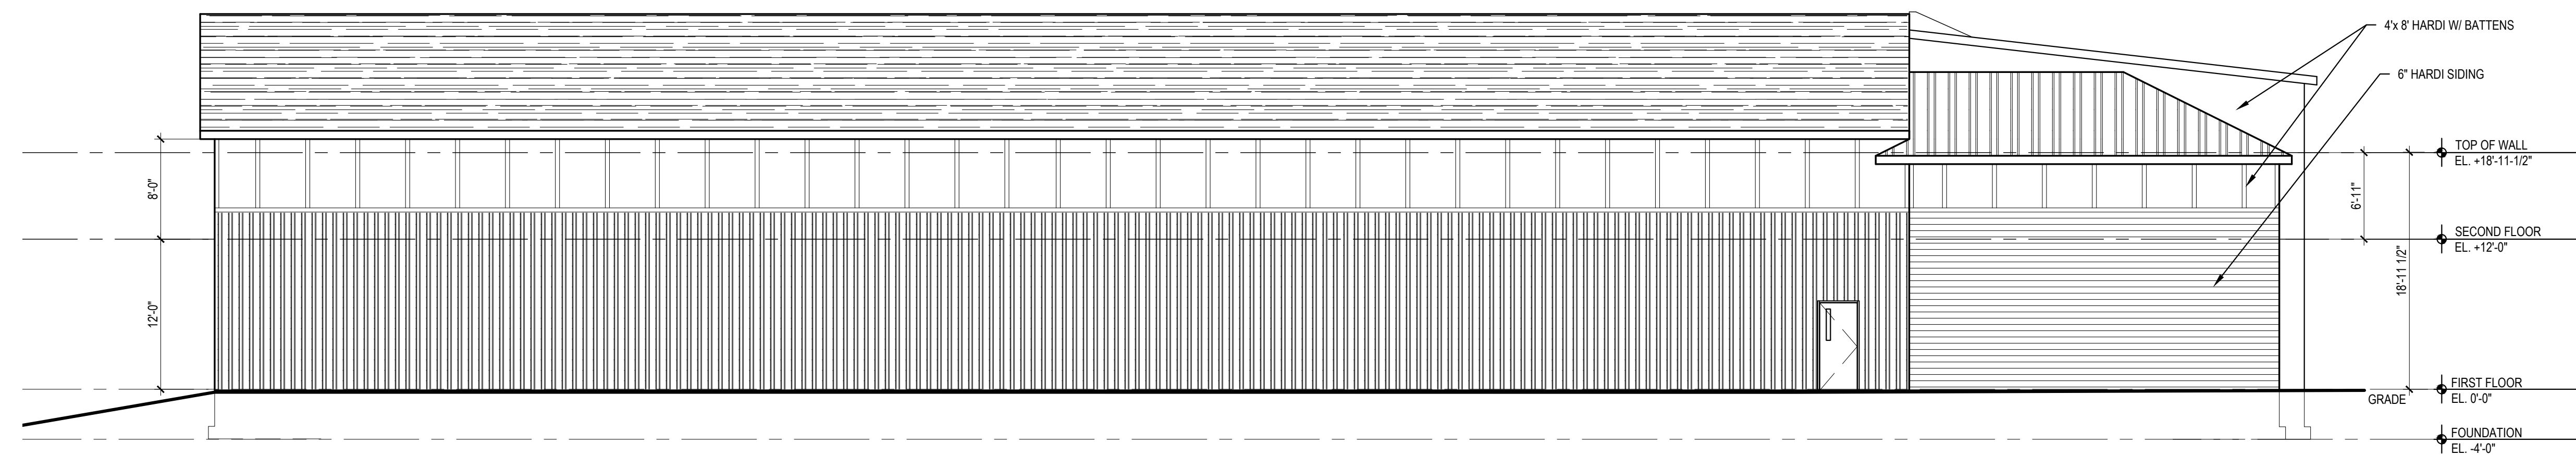 4'x 8' HARDI W/ BATTENS
6" HARDI SIDING
TOP OF WALL
EL. +18'-11-1/2"
8'-0"
6'-11"
SECOND FLOOR
EL. +12'-0"
18'-11 1/2"
12'-0"
FIRST FLOOR
EL. 0'-0"
GRADE
FOUNDATION
EL. -4'-0"